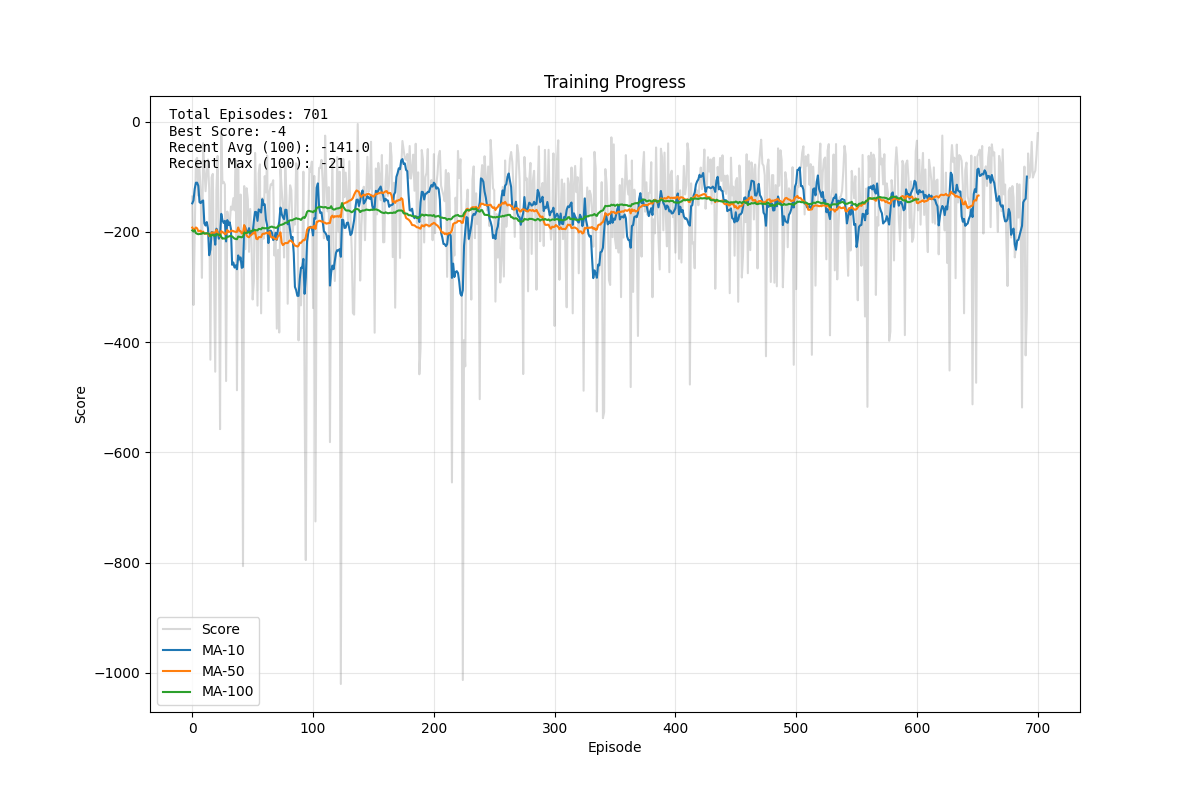 Training Progress
Total Episodes: 701
Best Score: -4
Recent Avg (100): -141.0
Recent Max (100): -21
0
−200
−400
−600
−800
−1000
Score
Score
MA-10
MA-50
MA-100
0 100 200 300 400 500 600 700
Episode